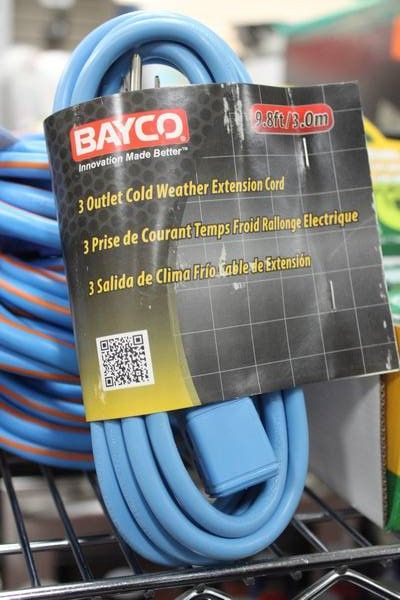 BAYCO
9.8ft/3.0m
Innovation Made Better™
3 Outlet Cold Weather Extension Cord
3 Prise de Courant Temps Froid Rallonge Electrique
3 Salida de Clima Frío Cable de Extensión